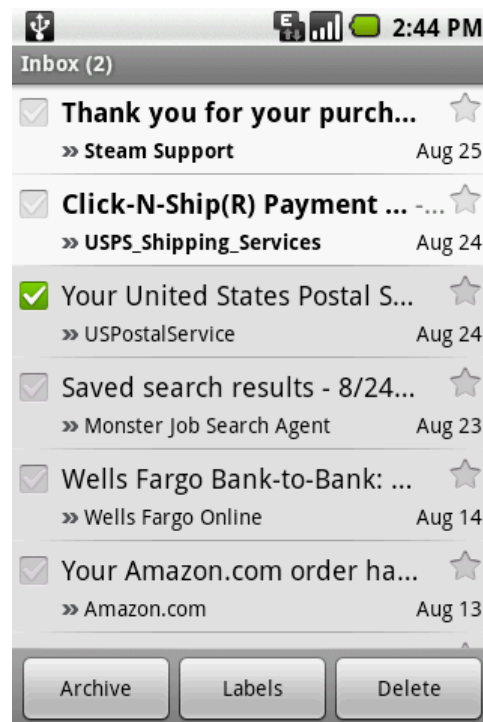 E 2:44 PM
Inbox (2)
Thank you for your purch...
» Steam Support Aug 25
Click-N-Ship(R) Payment ... -...
» USPS_Shipping_Services Aug 24
Your United States Postal S...
» USPostalService Aug 24
Saved search results - 8/24...
» Monster Job Search Agent Aug 23
Wells Fargo Bank-to-Bank: ...
» Wells Fargo Online Aug 14
Your Amazon.com order ha...
» Amazon.com Aug 13
Archive Labels Delete